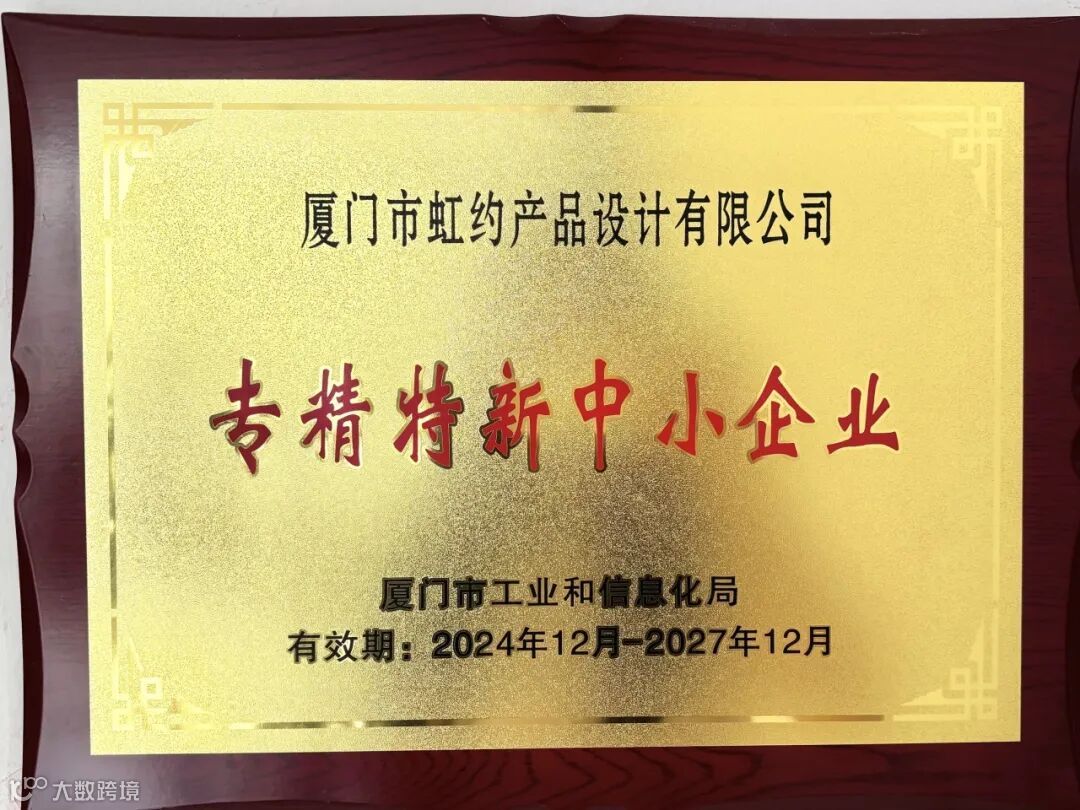 厦门市虹约产品设计有限公司
专精特新中小企业
厦门市工业和信息化局
有效期：2024年12月-2027年12月
大数跨境